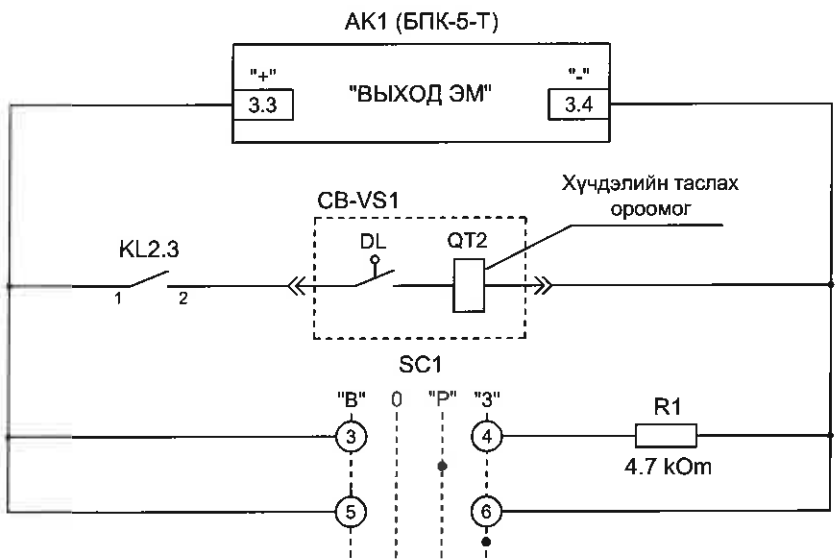 AK1 (БПК-5-Т)
"+"
"ВЫХОД ЭМ"
"-"
3.3
3.4
Хүчдэлийн таслах
ороомог
CB-VS1
KL2.3
DL
QT2
1
2
SC1
"В" 0 "Р" "З"
R1
3
4
4.7 kOm
5
6